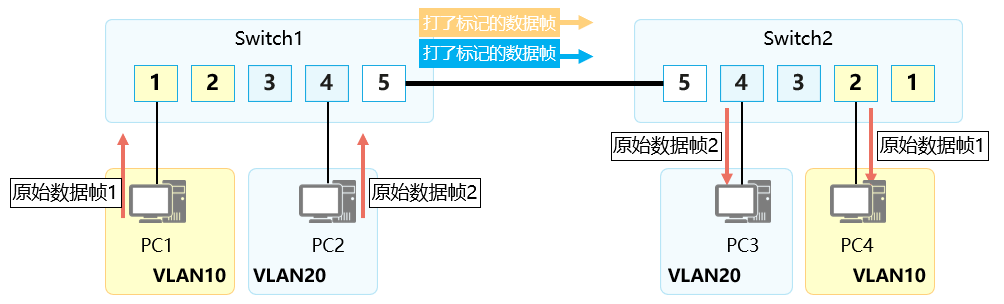 打了标记的数据帧
打了标记的数据帧
Switch1
Switch2
1 2 3 4 5
5 4 3 2 1
原始数据帧1
原始数据帧2
原始数据帧2
原始数据帧1
PC1
PC2
PC3
PC4
VLAN10
VLAN20
VLAN20
VLAN10